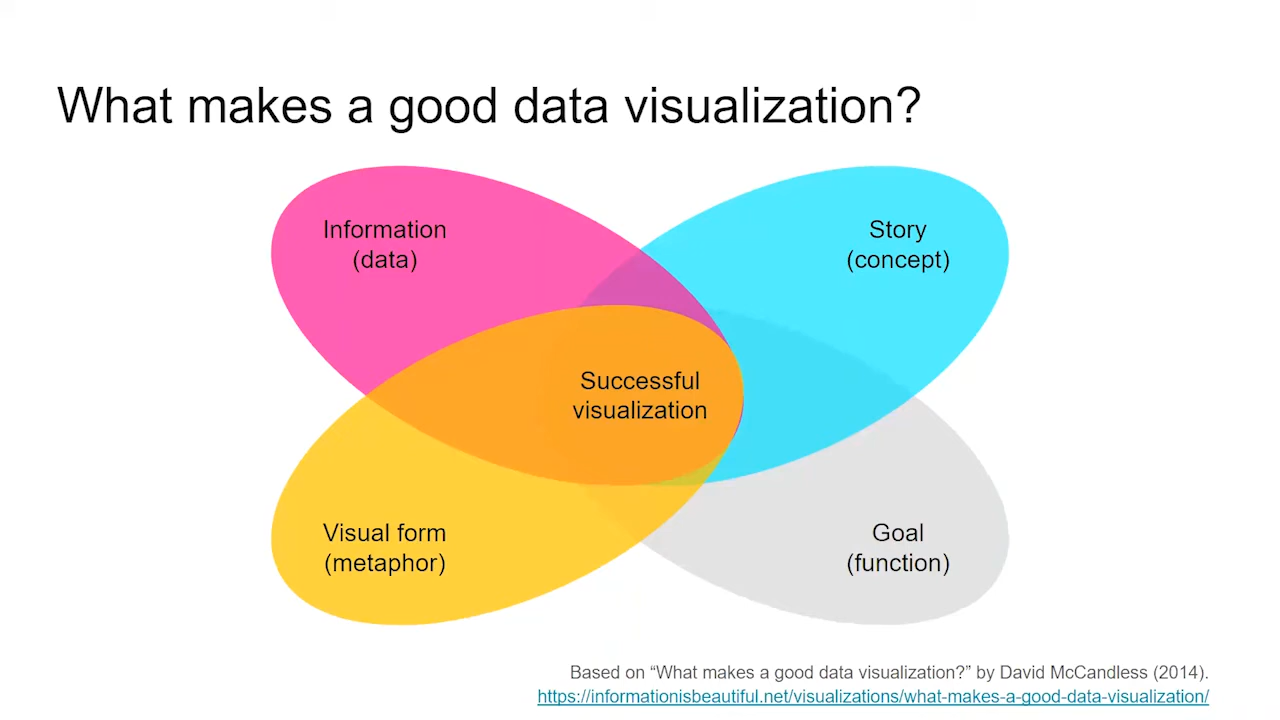 What makes a good data visualization?
Information
(data)
Story
(concept)
Successful
visualization
Visual form
(metaphor)
Goal
(function)
Based on “What makes a good data visualization?” by David McCandless (2014).
https://informationisbeautiful.net/visualizations/what-makes-a-good-data-visualization/